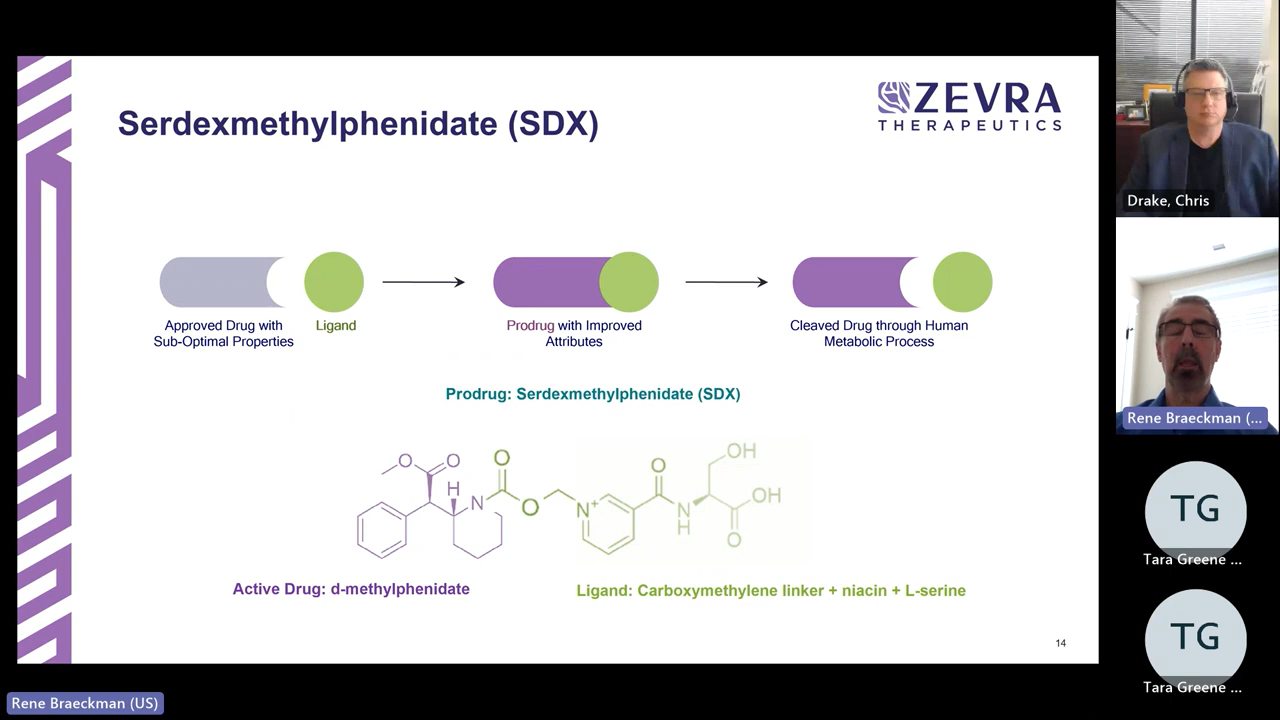 Serdexmethylphenidate (SDX)
ZEVRA
THERAPEUTICS
Approved Drug with
Sub-Optimal Properties
Ligand
Prodrug with Improved
Attributes
Cleaved Drug through Human
Metabolic Process
Prodrug: Serdexmethylphenidate (SDX)
O
O
H
N
O
O
N+
O
N
H
OH
OH
O
Active Drug: d-methylphenidate
Ligand: Carboxymethylene linker + niacin + L-serine
14
Drake, Chris
Rene Braeckman (...
TG
Tara Greene ...
TG
Tara Greene ...
Rene Braeckman (US)